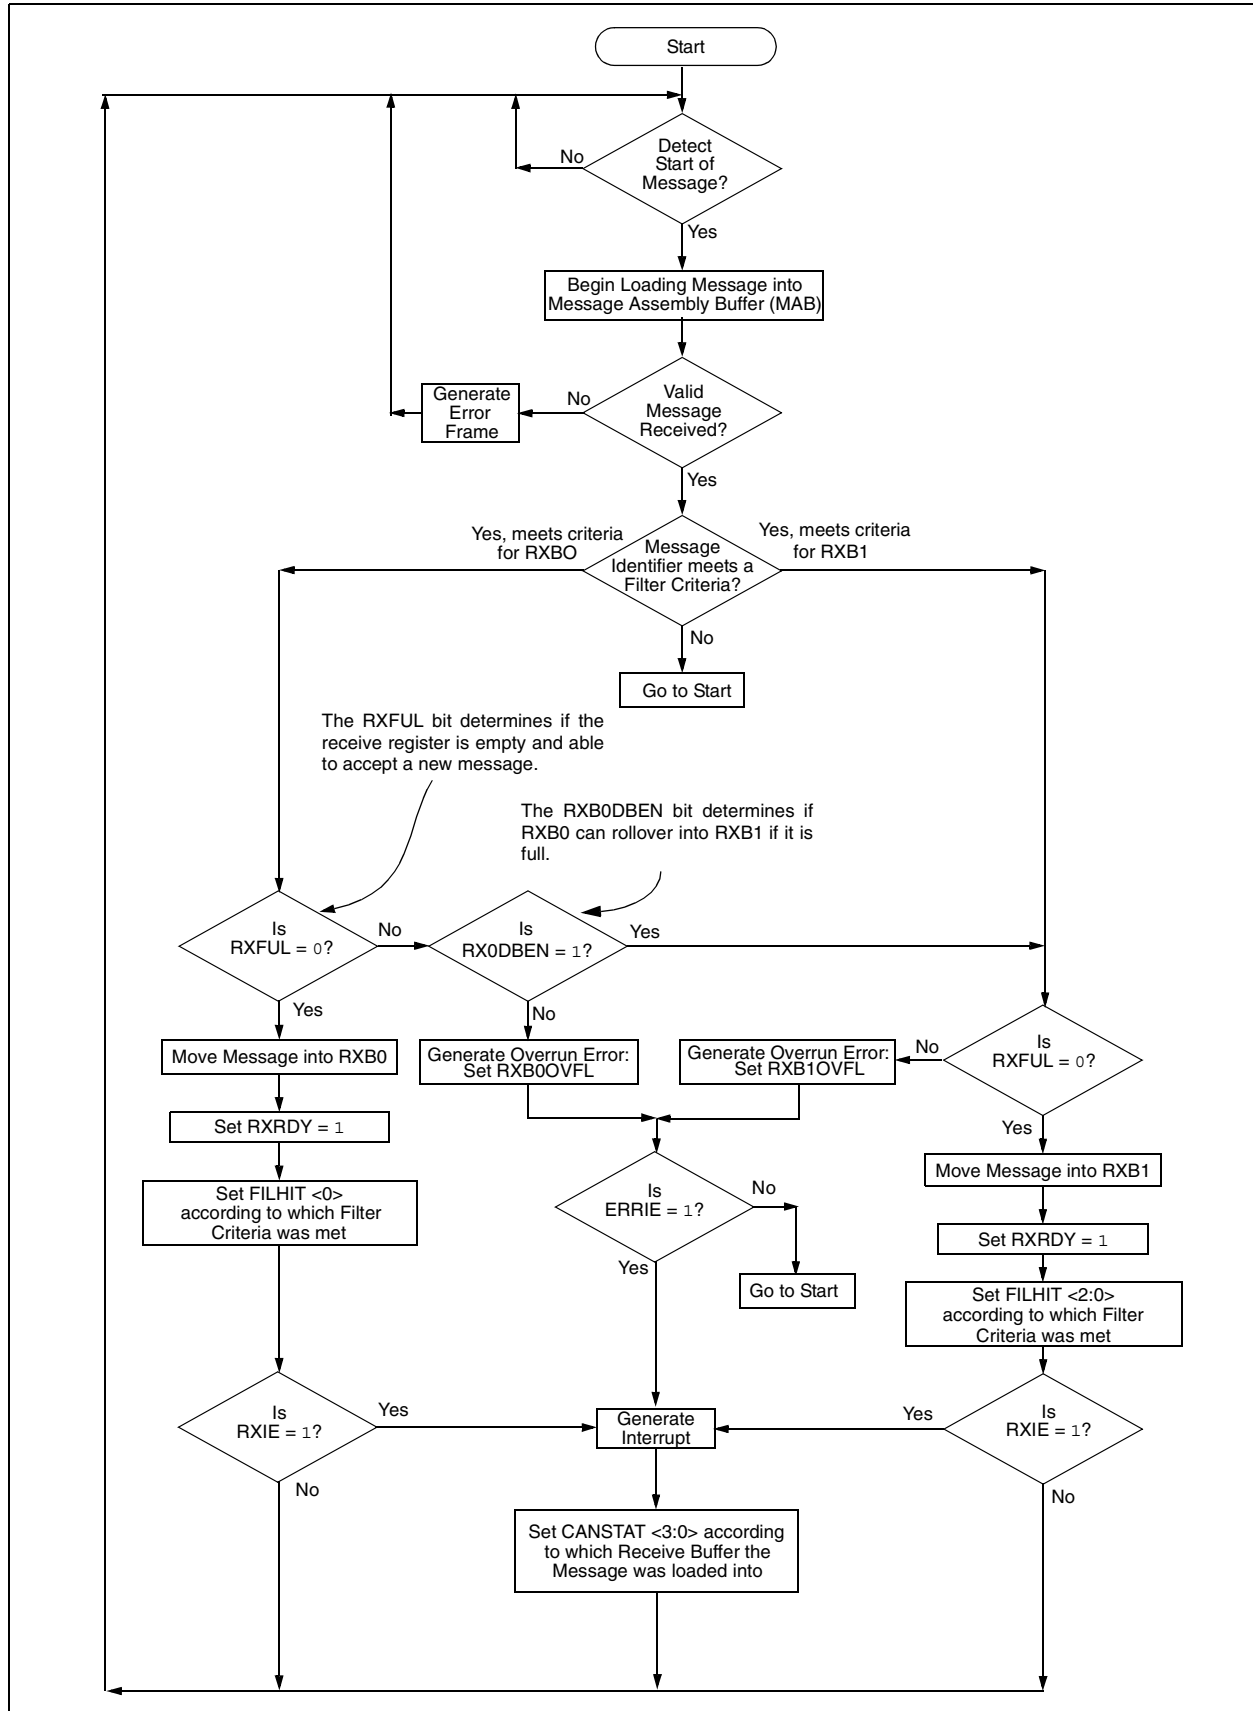 Start
Detect
Start of
Message?
No
Yes
Begin Loading Message into
Message Assembly Buffer (MAB)
Valid
Message
Received?
No
Generate
Error
Frame
Yes
Yes, meets criteria
for RXBO
Message
Identifier meets a
Filter Criteria?
Yes, meets criteria
for RXB1
No
Go to Start
The RXFUL bit determines if the
receive register is empty and able
to accept a new message.
The RXB0DBEN bit determines if
RXB0 can rollover into RXB1 if it is
full.
Is
RXFUL = 0?
No
Is
RX0DBEN = 1?
Yes
Yes
No
Move Message into RXB0
Generate Overrun Error:
Set RXB0OVFL
Generate Overrun Error:
Set RXB1OVFL
No
Is
RXFUL = 0?
Set RXRDY = 1
Yes
Move Message into RXB1
Set FILHIT <0>
according to which Filter
Criteria was met
Is
ERRIE = 1?
No
Set RXRDY = 1
Yes
Go to Start
Set FILHIT <2:0>
according to which Filter
Criteria was met
Is
RXIE = 1?
Yes
Generate
Interrupt
Yes
Is
RXIE = 1?
No
No
Set CANSTAT <3:0> according
to which Receive Buffer the
Message was loaded into